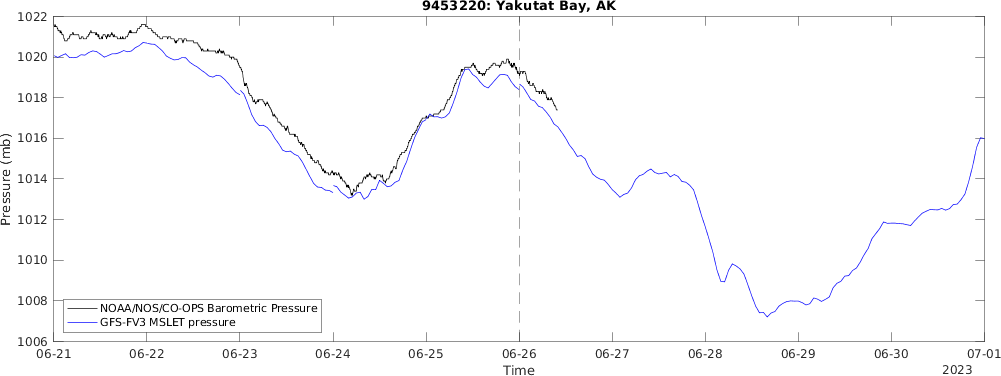 9453220: Yakutat Bay, AK
1022
1020
1018
1016
1014
1012
1010
1008
1006
Pressure (mb)
NOAA/NOS/CO-OPS Barometric Pressure
GFS-FV3 MSLET pressure
06-21 06-22 06-23 06-24 06-25 06-26 06-27 06-28 06-29 06-30 07-01
Time
2023